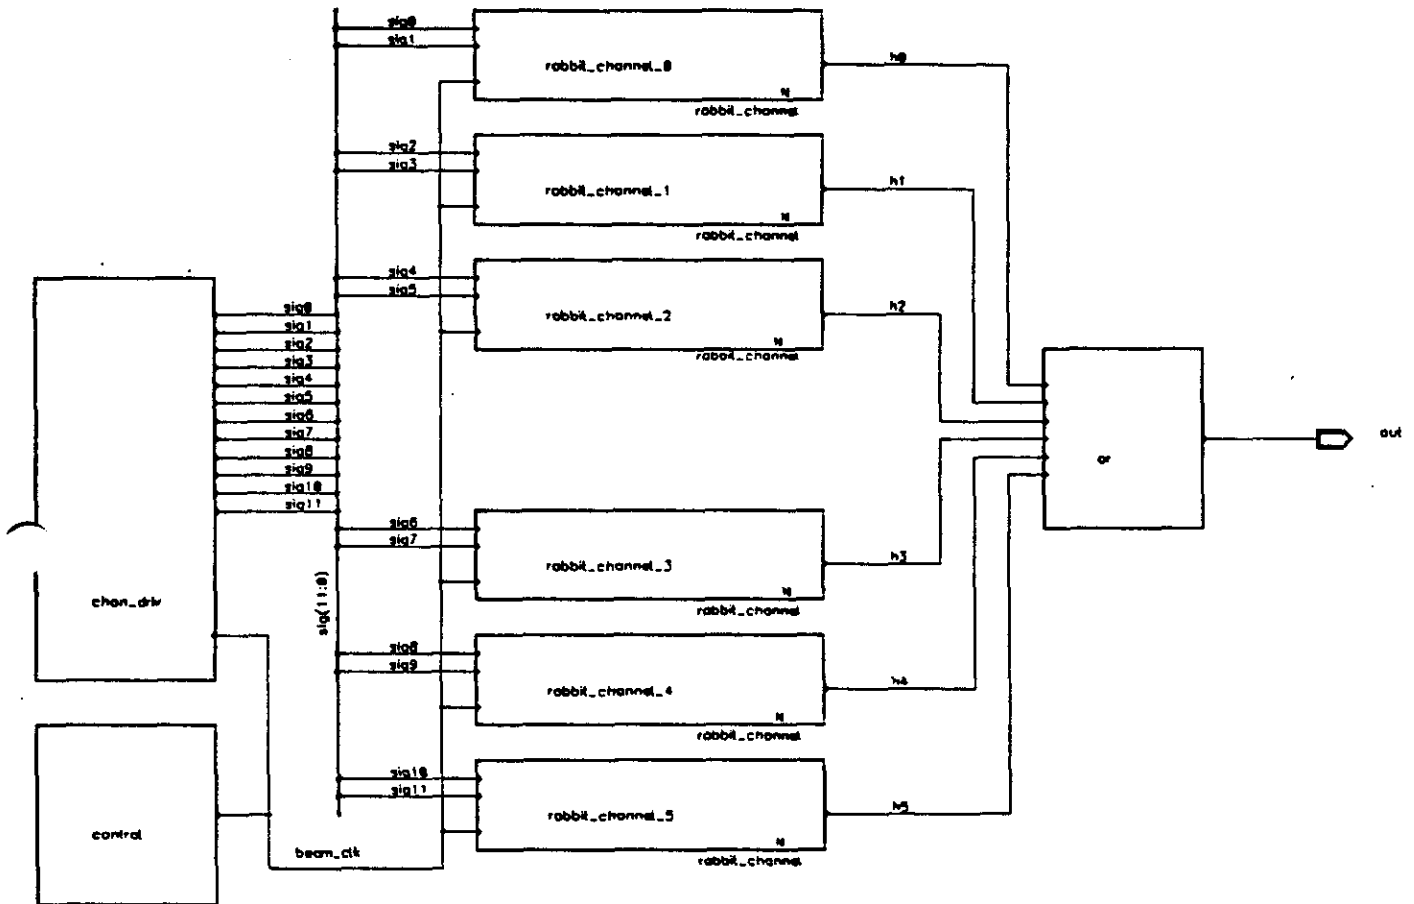 sig0
sig1
rabbit_channel_0
N
rabbit_channel
h0
sig2
sig3
rabbit_channel_1
N
rabbit_channel
h1
sig4
sig5
rabbit_channel_2
N
rabbit_channel
h2
sig0
sig1
sig2
sig3
sig4
sig5
sig6
sig7
sig8
sig9
sig10
sig11
chan_driv
sig(11:0)
or
out
sig6
sig7
rabbit_channel_3
N
rabbit_channel
h3
sig8
sig9
rabbit_channel_4
N
rabbit_channel
h4
sig10
sig11
rabbit_channel_5
N
rabbit_channel
h5
control
beam_clk